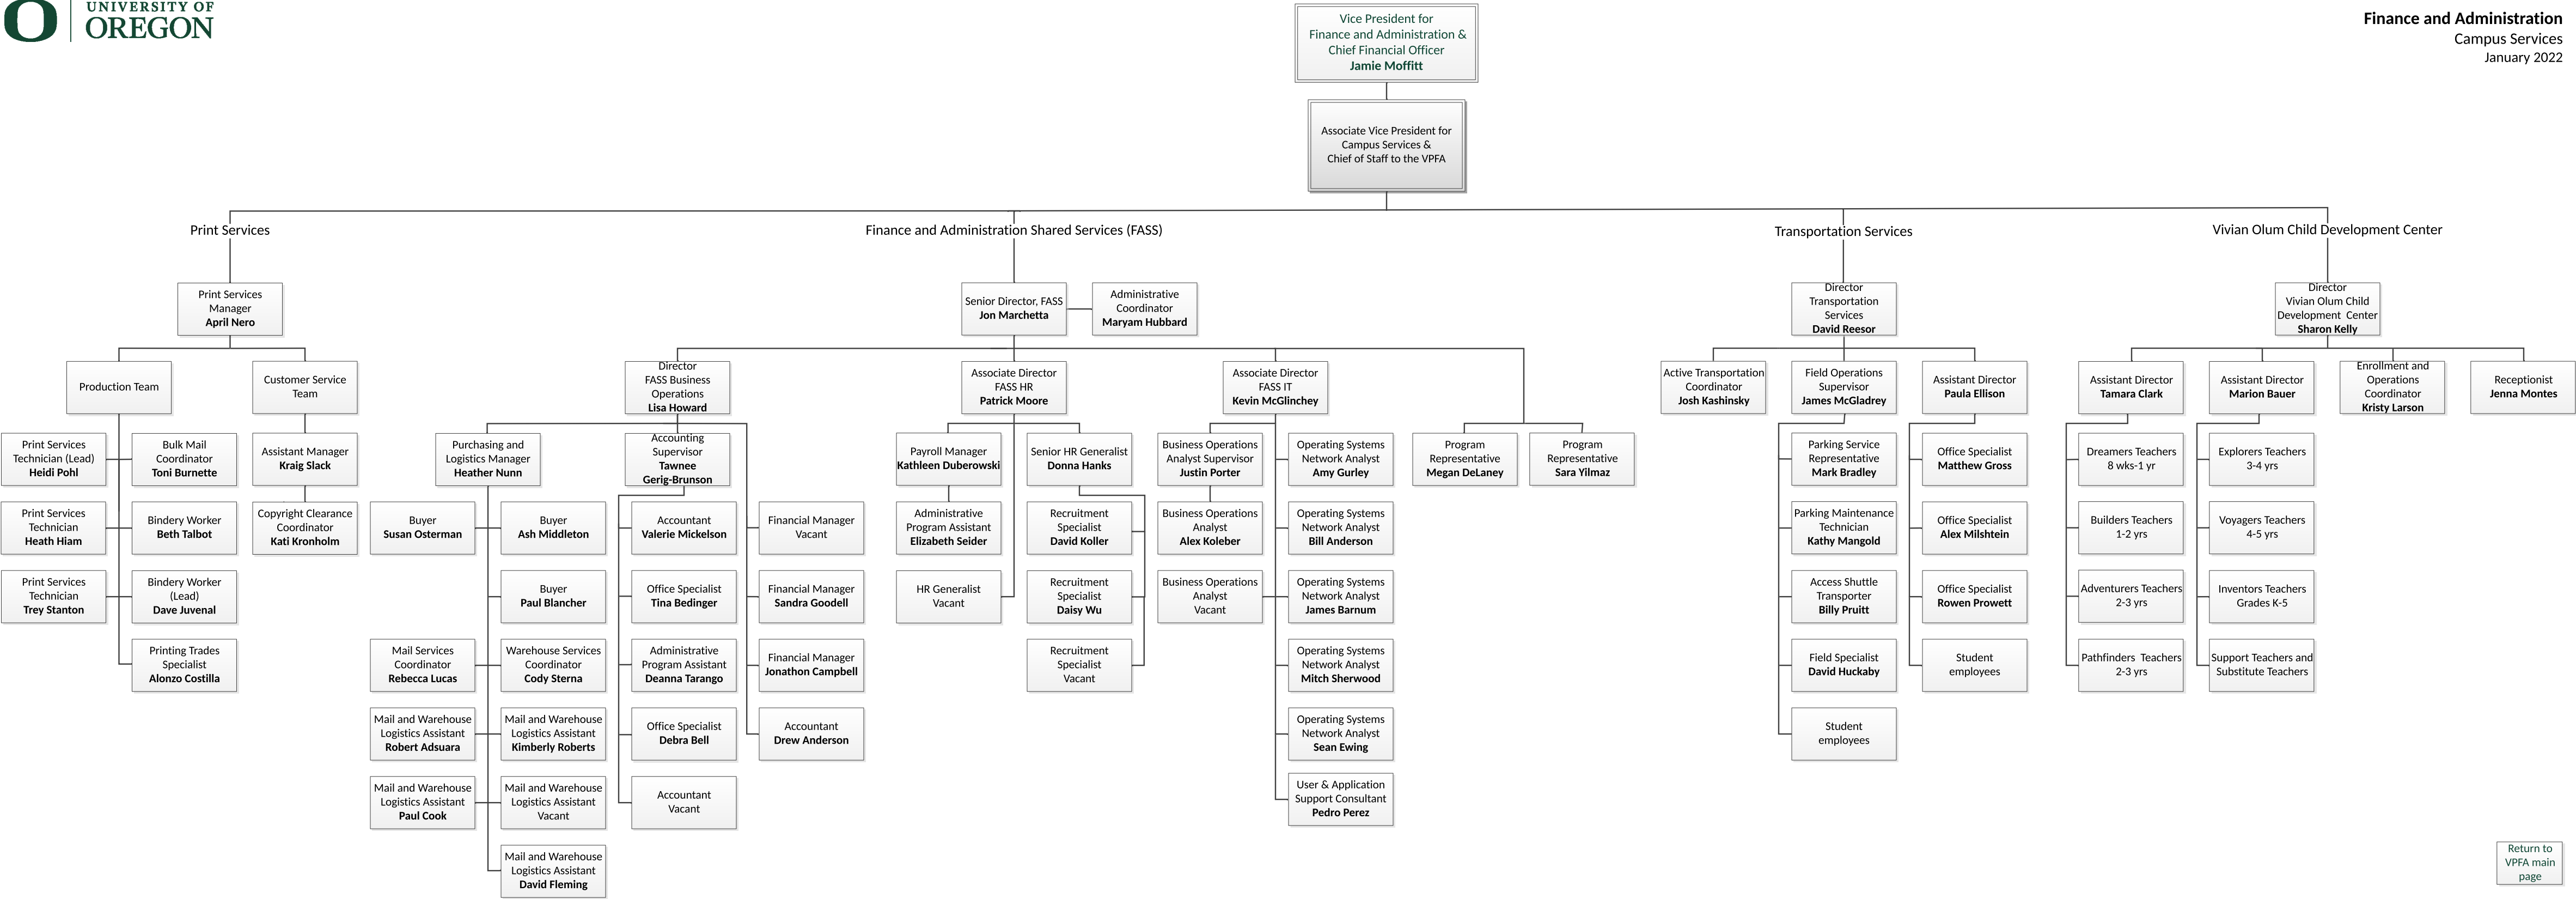 UNIVERSITY OF
OREGON
Finance and Administration
Campus Services
January 2022
Vice President for
Finance and Administration &
Chief Financial Officer
Jamie Moffitt
Associate Vice President for
Campus Services &
Chief of Staff to the VPFA
Print Services
Finance and Administration Shared Services (FASS)
Transportation Services
Vivian Olum Child Development Center
Print Services
Manager
April Nero
Senior Director, FASS
Jon Marchetta
Administrative
Coordinator
Maryam Hubbard
Director
Transportation
Services
David Reesor
Director
Vivian Olum Child
Development Center
Sharon Kelly
Production Team
Customer Service
Team
Director
FASS Business
Operations
Lisa Howard
Associate Director
FASS HR
Patrick Moore
Associate Director
FASS IT
Kevin McGlinchey
Active Transportation
Coordinator
Josh Kashinsky
Field Operations
Supervisor
James McGladrey
Assistant Director
Paula Ellison
Assistant Director
Tamara Clark
Assistant Director
Marion Bauer
Enrollment and
Operations
Coordinator
Kristy Larson
Receptionist
Jenna Montes
Print Services
Technician (Lead)
Heidi Pohl
Bulk Mail
Coordinator
Toni Burnette
Assistant Manager
Kraig Slack
Purchasing and
Logistics Manager
Heather Nunn
Accounting
Supervisor
Tawnee
Gerig-Brunson
Payroll Manager
Kathleen Duberowski
Senior HR Generalist
Donna Hanks
Business Operations
Analyst Supervisor
Justin Porter
Operating Systems
Network Analyst
Amy Gurley
Program
Representative
Megan DeLaney
Program
Representative
Sara Yilmaz
Parking Service
Representative
Mark Bradley
Office Specialist
Matthew Gross
Dreamers Teachers
8 wks-1 yr
Explorers Teachers
3-4 yrs
Print Services
Technician
Heath Hiam
Bindery Worker
Beth Talbot
Copyright Clearance
Coordinator
Kati Kronholm
Buyer
Susan Osterman
Buyer
Ash Middleton
Accountant
Valerie Mickelson
Financial Manager
Vacant
Administrative
Program Assistant
Elizabeth Seider
Recruitment
Specialist
David Koller
Business Operations
Analyst
Alex Koleber
Operating Systems
Network Analyst
Bill Anderson
Parking Maintenance
Technician
Kathy Mangold
Office Specialist
Alex Milshtein
Builders Teachers
1-2 yrs
Voyagers Teachers
4-5 yrs
Print Services
Technician
Trey Stanton
Bindery Worker
(Lead)
Dave Juvenal
Buyer
Paul Blancher
Office Specialist
Tina Bedinger
Financial Manager
Sandra Goodell
HR Generalist
Vacant
Recruitment
Specialist
Daisy Wu
Business Operations
Analyst
Vacant
Operating Systems
Network Analyst
James Barnum
Access Shuttle
Transporter
Billy Pruitt
Office Specialist
Rowen Prowett
Adventurers Teachers
2-3 yrs
Inventors Teachers
Grades K-5
Printing Trades
Specialist
Alonzo Costilla
Mail Services
Coordinator
Rebecca Lucas
Warehouse Services
Coordinator
Cody Sterna
Administrative
Program Assistant
Deanna Tarango
Financial Manager
Jonathon Campbell
Recruitment
Specialist
Vacant
Operating Systems
Network Analyst
Mitch Sherwood
Field Specialist
David Huckaby
Student
employees
Pathfinders Teachers
2-3 yrs
Support Teachers and
Substitute Teachers
Mail and Warehouse
Logistics Assistant
Robert Adsuara
Mail and Warehouse
Logistics Assistant
Kimberly Roberts
Office Specialist
Debra Bell
Accountant
Drew Anderson
Operating Systems
Network Analyst
Sean Ewing
Student
employees
Mail and Warehouse
Logistics Assistant
Paul Cook
Mail and Warehouse
Logistics Assistant
Vacant
Accountant
Vacant
User & Application
Support Consultant
Pedro Perez
Mail and Warehouse
Logistics Assistant
David Fleming
Return to
VPFA main
page